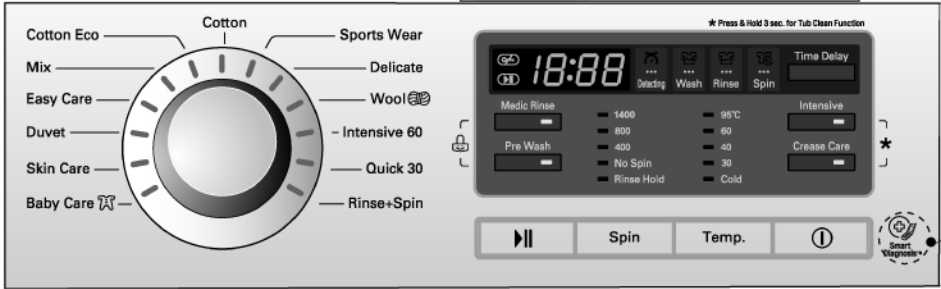 * Press & Hold 3 sec. for Tub Clean Function
Cotton
Cotton Eco
Sports Wear
Mix
Delicate
Easy Care
Wool
Duvet
Intensive 60
Skin Care
Quick 30
Baby Care
Rinse+Spin
18:88
Detecting
Wash
Rinse
Spin
Time Delay
Medic Rinse
Pre Wash
1400
800
400
No Spin
Rinse Hold
95°C
60
40
30
Cold
Intensive
Crease Care
*
Spin
Temp.
Smart
Diagnosis™